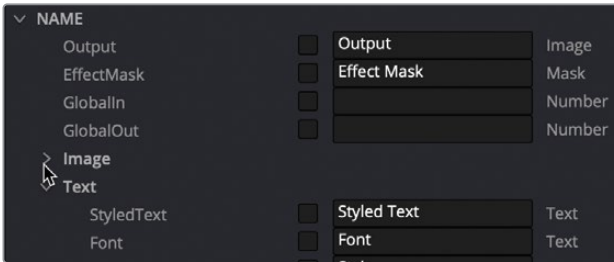 NAME
Output Output Image
EffectMask Effect Mask Mask
GlobalIn Number
GlobalOut Number
Image
Text
StyledText Styled Text Text
Font Font Text